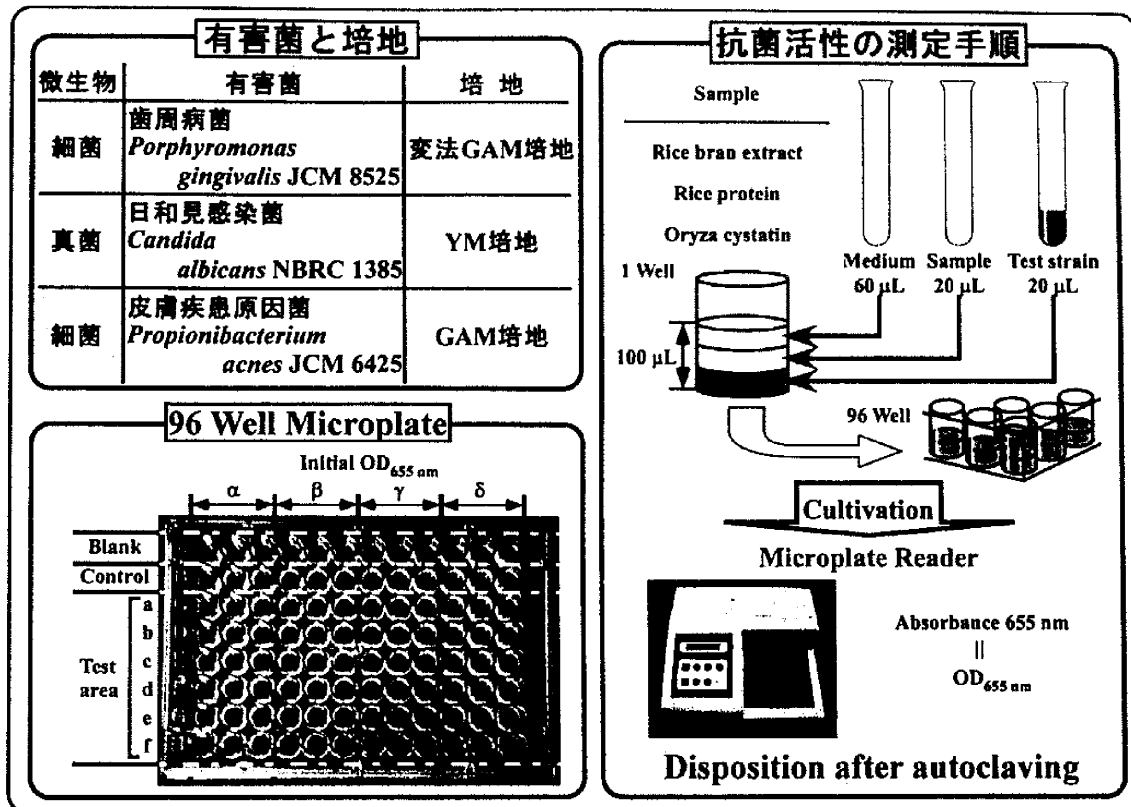 有害菌と培地
微生物 有害菌 培 地
細菌 歯周病菌 変法GAM培地
Porphyromonas
gingivalis JCM 8525
真菌 日和見感染菌 YM培地
Candida
albicans NBRC 1385
細菌 皮膚疾患原因菌 GAM培地
Propionibacterium
acnes JCM 6425
96 Well Microplate
Initial OD655 nm
α β γ δ
Blank
Control
Test area
a
b
c
d
e
f
抗菌活性の測定手順
Sample
Rice bran extract
Rice protein
Oryza cystatin
Medium Sample Test strain
60 μL 20 μL 20 μL
1 Well
100 μL
96 Well
Cultivation
Microplate Reader
Absorbance 655 nm
||
OD655 nm
Disposition after autoclaving